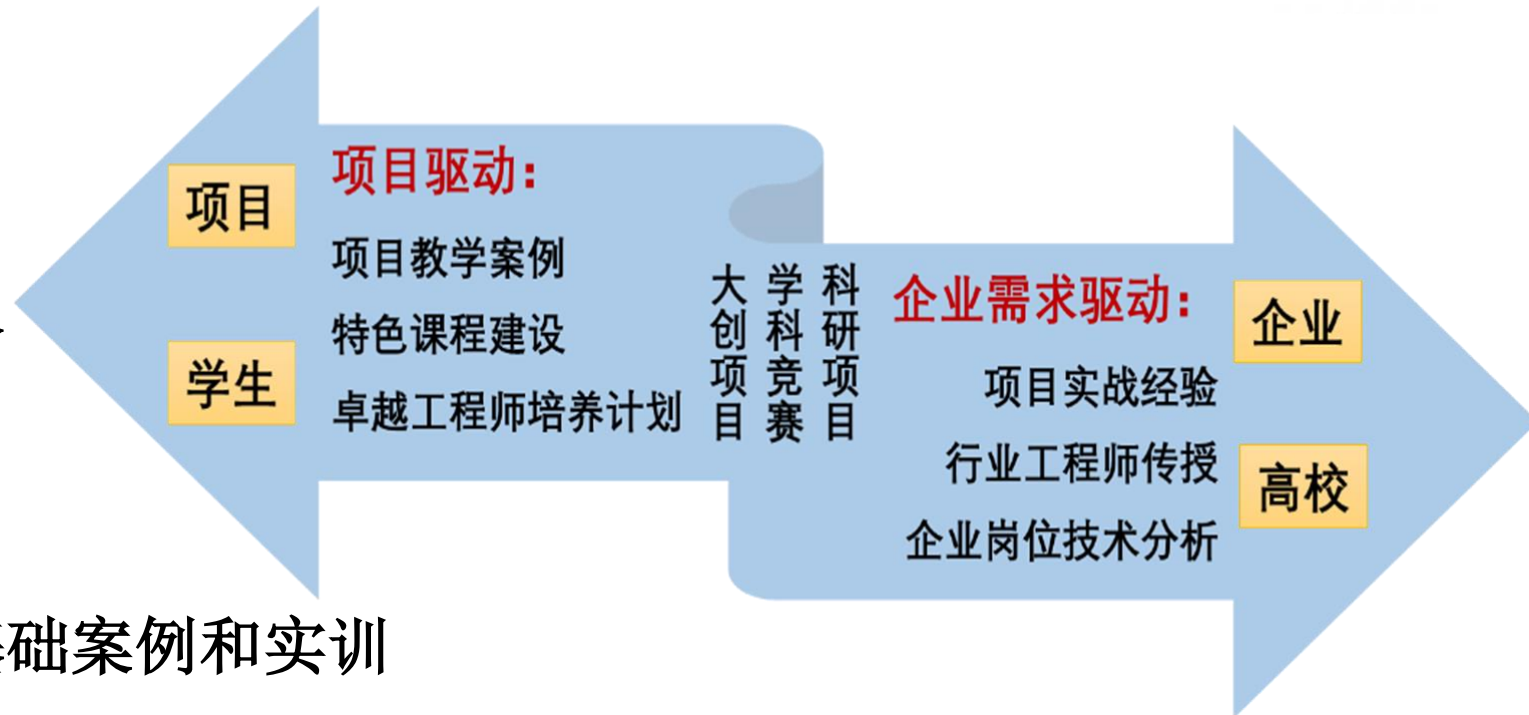 项目
学生
项目驱动：
项目教学案例
特色课程建设
卓越工程师培养计划
大创项目
学科竞赛
科研项目
企业需求驱动：
项目实战经验
行业工程师传授
企业岗位技术分析
企业
高校
础案例和实训